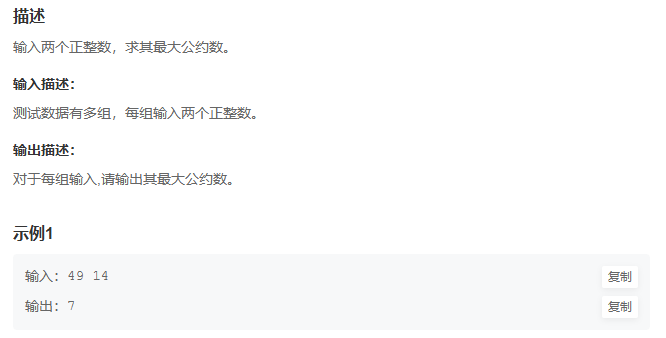 描述
输入两个正整数，求其最大公约数。
输入描述：
测试数据有多组，每组输入两个正整数。
输出描述：
对于每组输入,请输出其最大公约数。
示例1
输入：49 14
复制
输出：7
复制